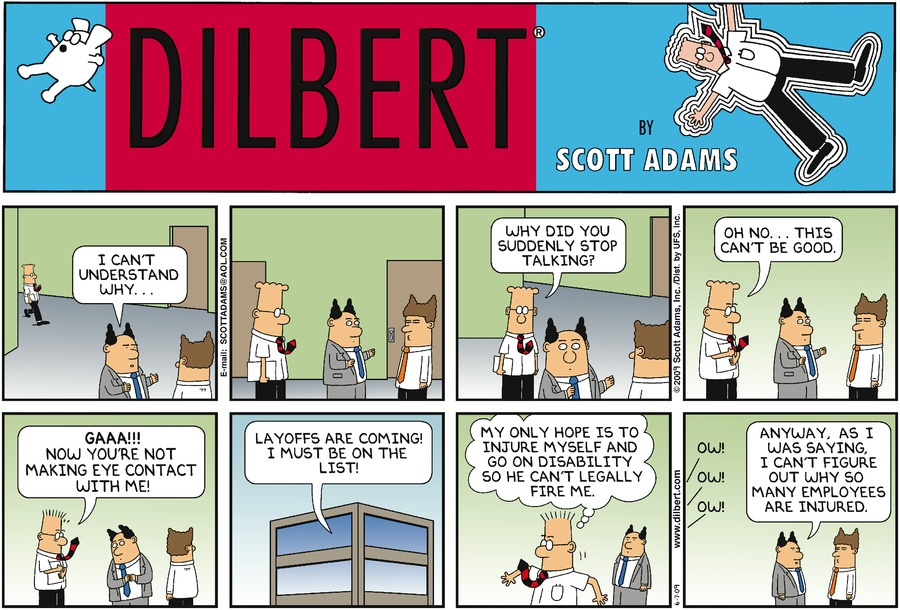 DILBERT®
BY
SCOTT ADAMS
I CAN'T
UNDERSTAND
WHY...
E-mail: SCOTTADAMS@AOL.COM
WHY DID YOU
SUDDENLY STOP
TALKING?
©2009 Scott Adams, Inc./Dist. by UFS, Inc.
OH NO... THIS
CAN'T BE GOOD.
GAAA!!!
NOW YOU'RE NOT
MAKING EYE CONTACT
WITH ME!
LAYOFFS ARE COMING!
I MUST BE ON THE
LIST!
MY ONLY HOPE IS TO
INJURE MYSELF AND
GO ON DISABILITY
SO HE CAN'T LEGALLY
FIRE ME.
www.dilbert.com
6-7-09
OW!
OW!
OW!
ANYWAY, AS I
WAS SAYING,
I CAN'T FIGURE
OUT WHY SO
MANY EMPLOYEES
ARE INJURED.